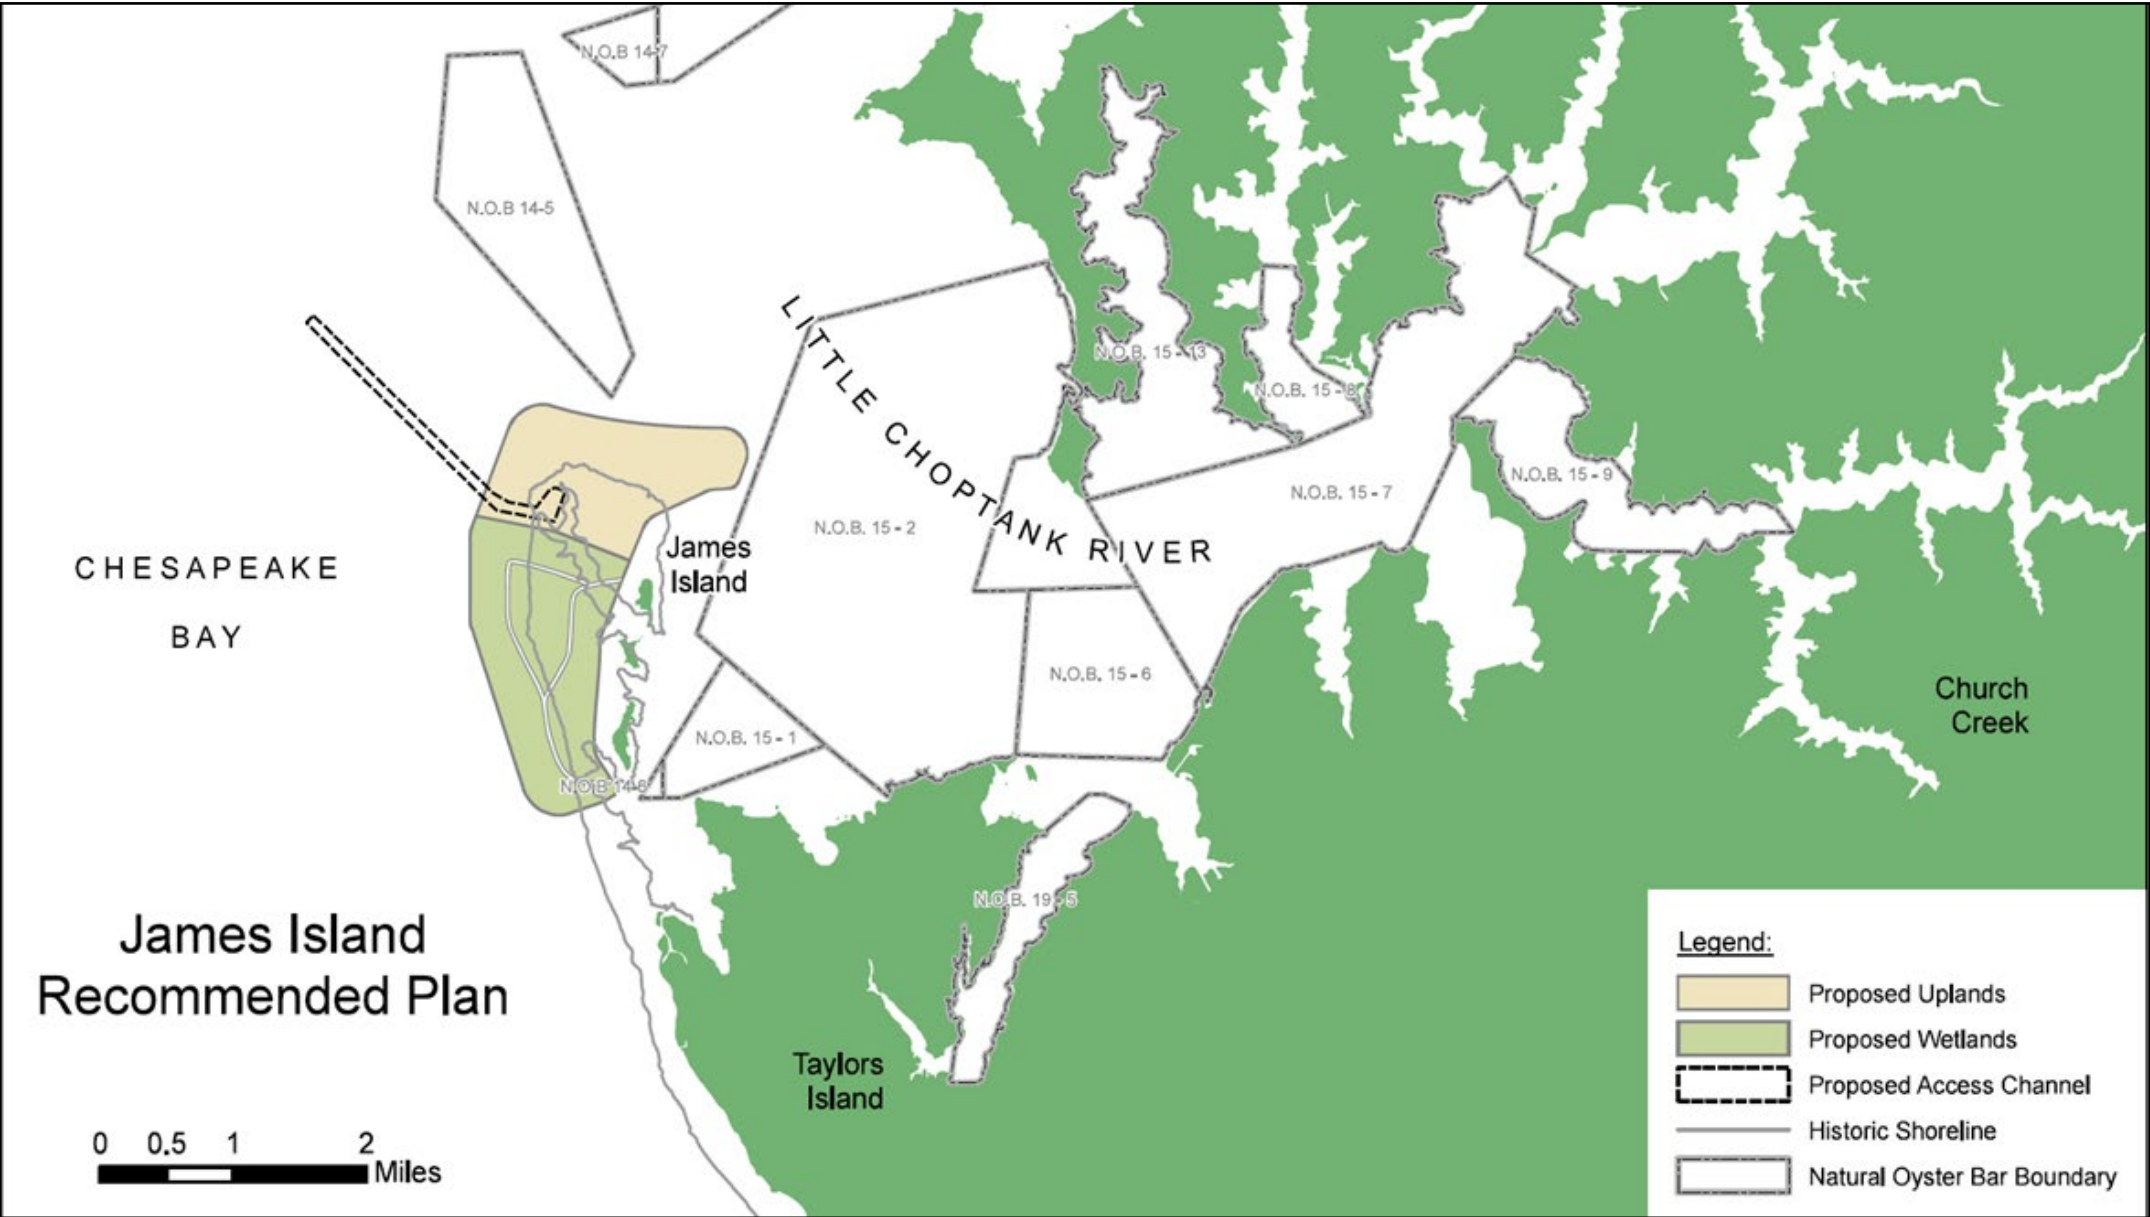 N.O.B 14-7
N.O.B 14-5
LITTLE CHOPTANK RIVER
N.O.B. 15 - 13
N.O.B. 15 - 8
N.O.B. 15 - 9
N.O.B. 15 - 7
N.O.B. 15 - 2
James
Island
CHESAPEAKE
BAY
N.O.B. 15 - 6
N.O.B. 15 - 1
N.O.B 14-6
Church
Creek
N.O.B. 19 - 5
James Island
Recommended Plan
Taylors
Island
0 0.5 1 2
Miles
Legend:
Proposed Uplands
Proposed Wetlands
Proposed Access Channel
Historic Shoreline
Natural Oyster Bar Boundary